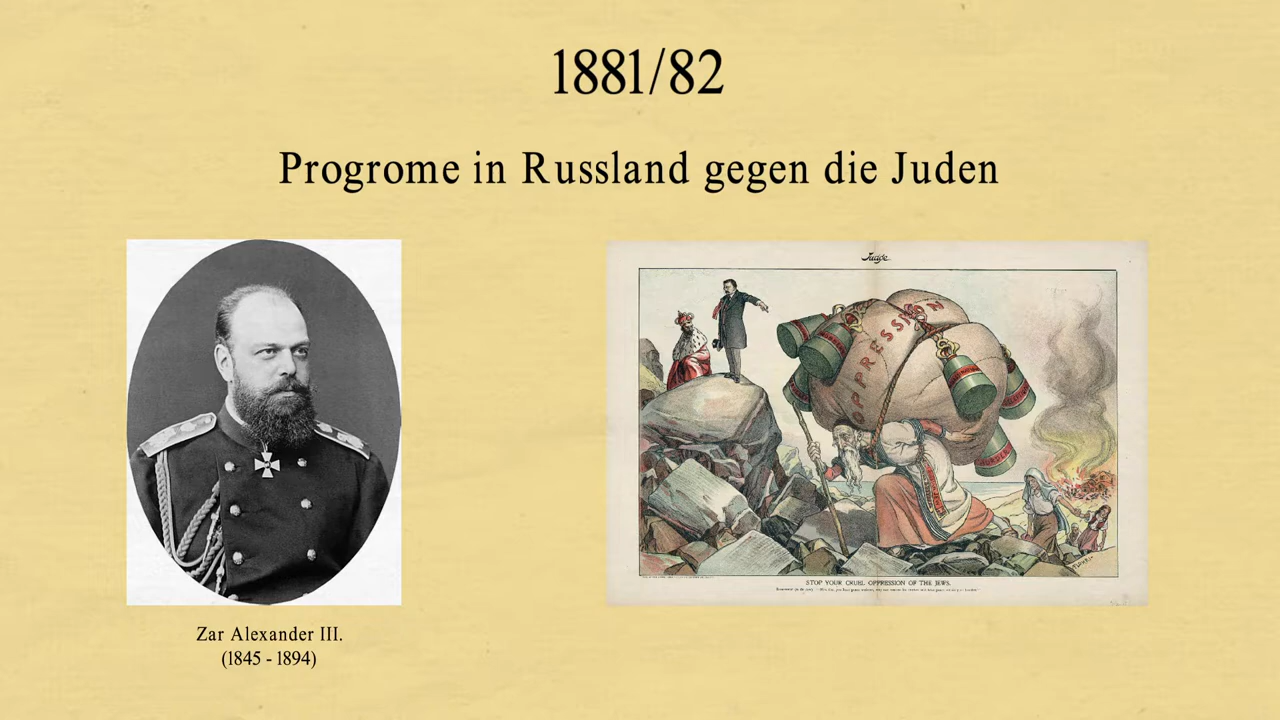 1881/82
Progrome in Russland gegen die Juden
Judge
OPPRESSION
STOP YOUR CRUEL OPPRESSION OF THE JEWS.
Zar Alexander III.
(1845 - 1894)